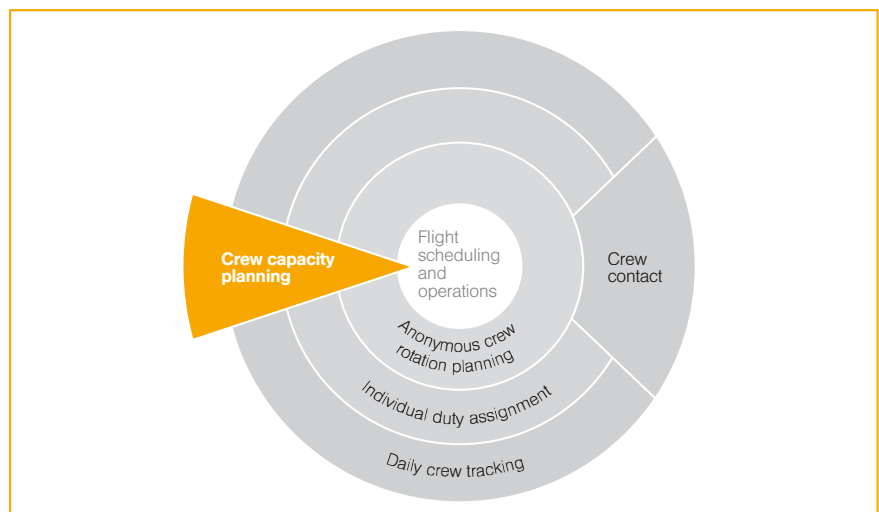 Flight
scheduling
and
operations
Crew capacity
planning
Crew
contact
Anonymous crew
rotation planning
Individual duty assignment
Daily crew tracking